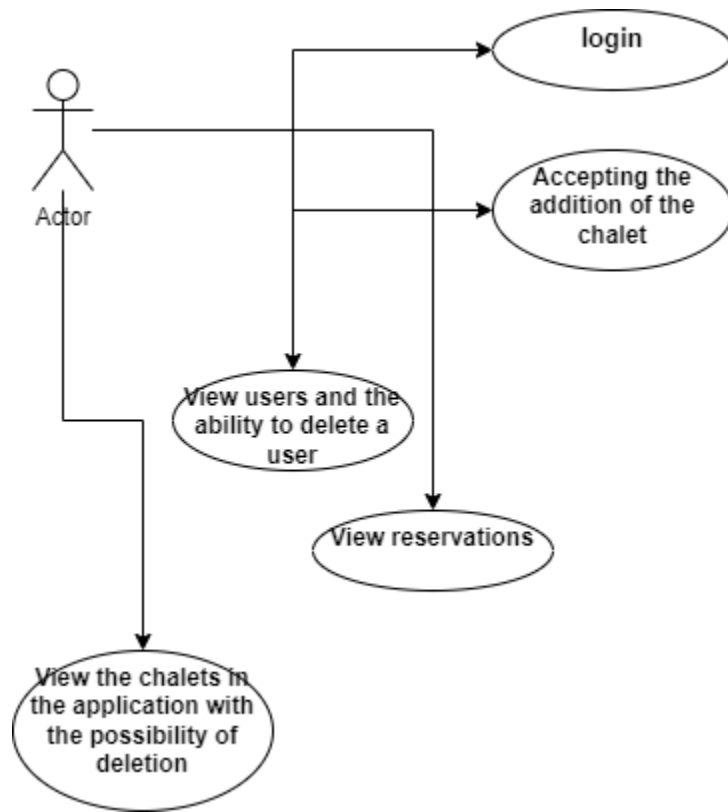 login
Accepting the
addition of the
chalet
Actor
View users and the
ability to delete a
user
View reservations
View the chalets in
the application with
the possibility of
deletion